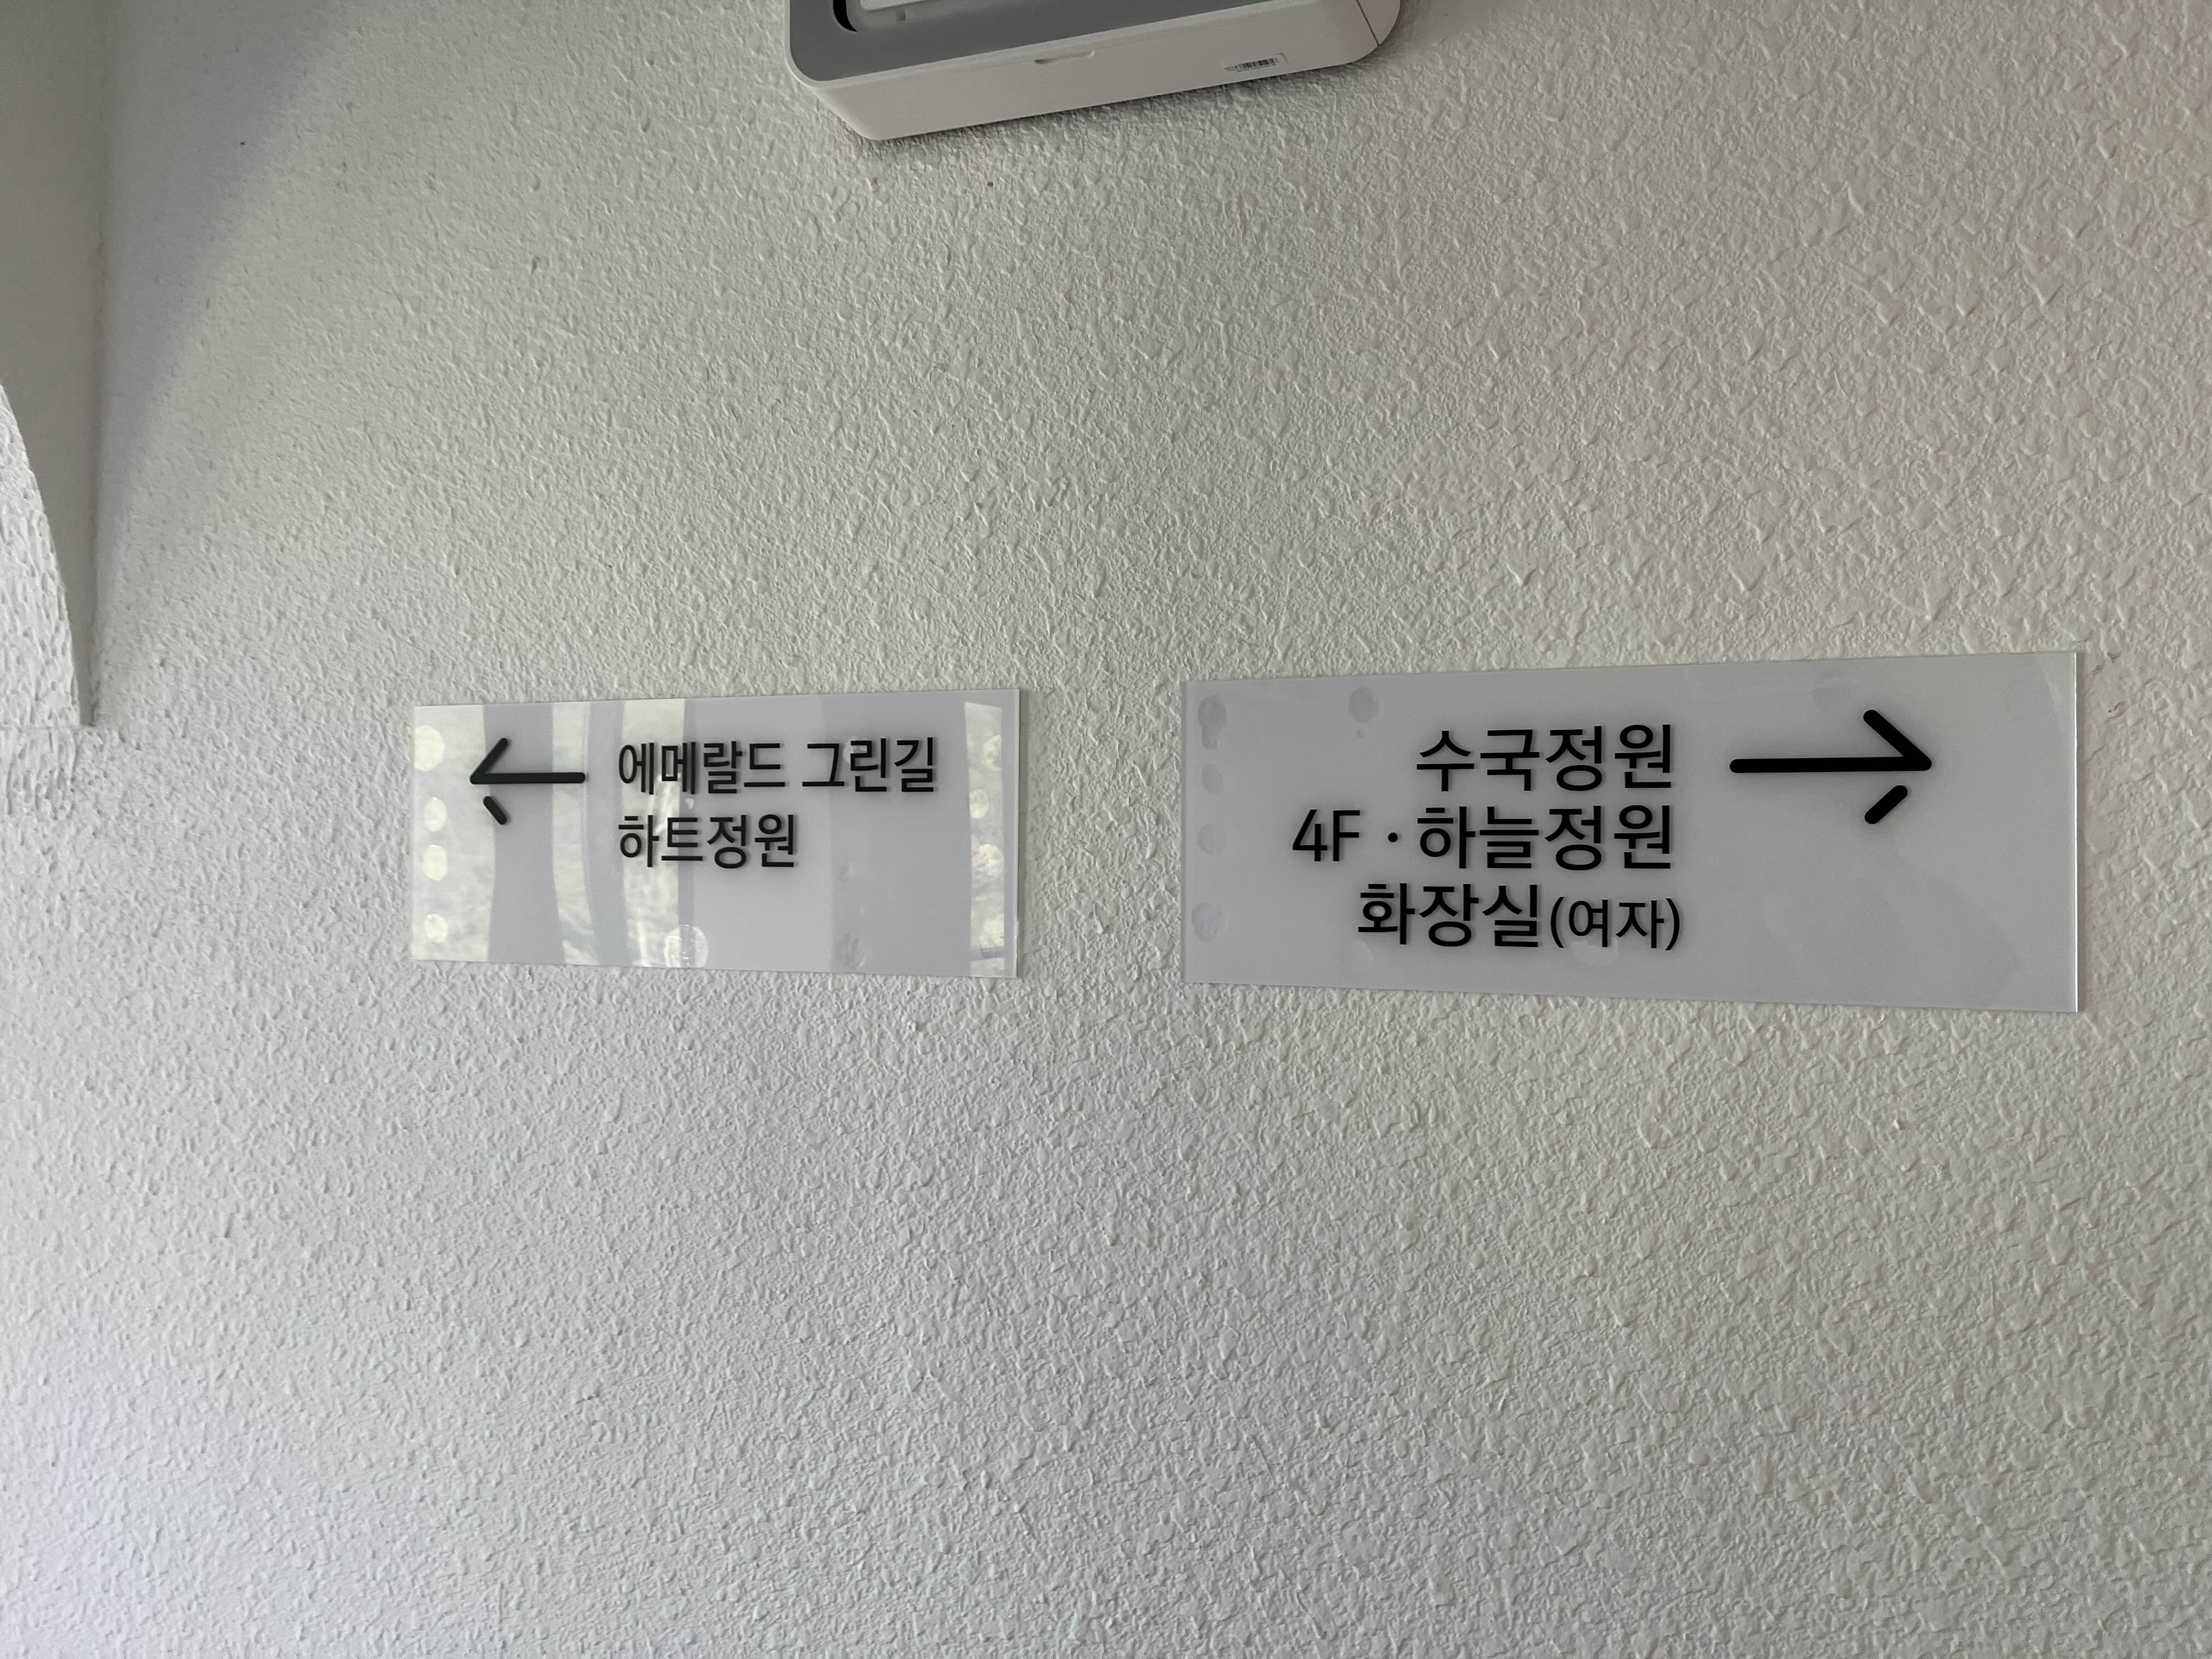 에메랄드 그린길
하트정원
수국정원
4F · 하늘정원
화장실(여자)